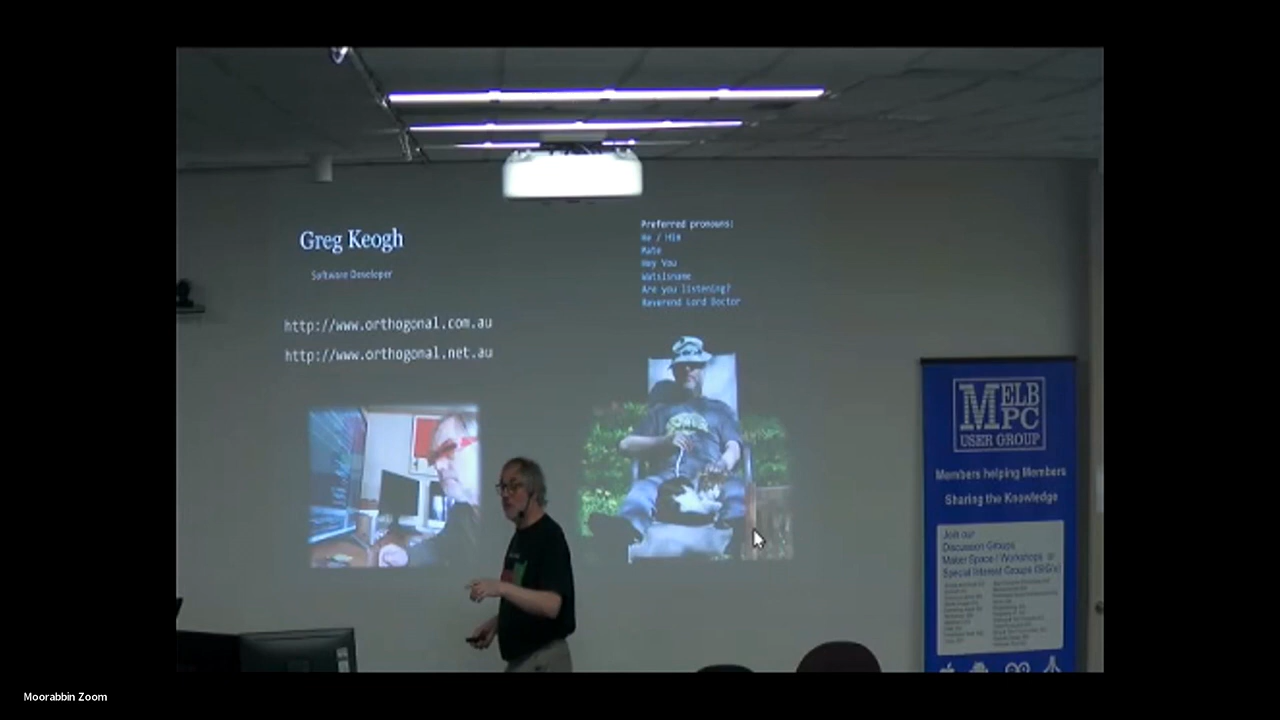 Greg Keogh
Software Developer
http://www.orthogonal.com.au
http://www.orthogonal.net.au
Preferred pronouns:
He / Him
Mate
Hey You
Watsisname
Are you listening?
Reverend Lord Doctor
MELB
PC
USER GROUP
Members helping Members
Sharing the Knowledge
Join our
Discussion Groups
Maker Space / Workshops or
Special Interest Groups (SIGs)
Moorabbin Zoom